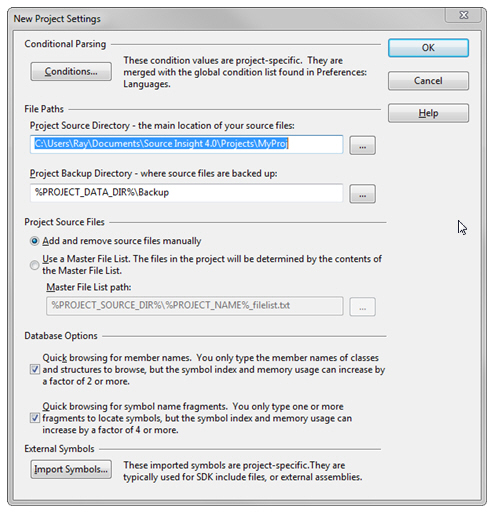 New Project Settings
Conditional Parsing
Conditions...
These condition values are project-specific. They are
merged with the global condition list found in Preferences:
Languages.
OK
Cancel
Help
File Paths
Project Source Directory - the main location of your source files:
C:\Users\Ray\Documents\Source Insight 4.0\Projects\MyProj
...
Project Backup Directory - where source files are backed up:
%PROJECT_DATA_DIR%\Backup
...
Project Source Files
Add and remove source files manually
Use a Master File List. The files in the project will be determined by the contents of
the Master File List.
Master File List path:
%PROJECT_SOURCE_DIR%\%PROJECT_NAME%_filelist.txt
...
Database Options
Quick browsing for member names. You only type the member names of classes
and structures to browse, but the symbol index and memory usage can increase by
a factor of 2 or more.
Quick browsing for symbol name fragments. You only type one or more
fragments to locate symbols, but the symbol index and memory usage can
increase by a factor of 4 or more.
External Symbols
Import Symbols...
These imported symbols are project-specific.They are
typically used for SDK include files, or external assemblies.